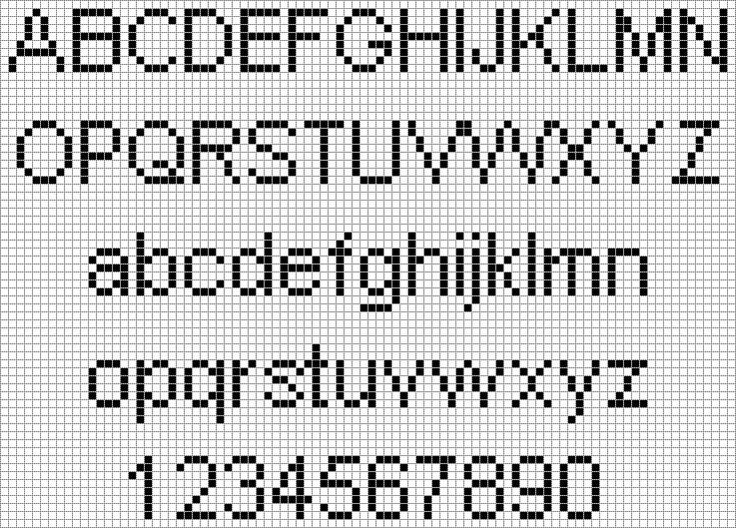 ABCDEFGHIJKLMN
OPQRSTUVWXYZ
abcdefghijklmn
opqrstuvwxyz
1234567890